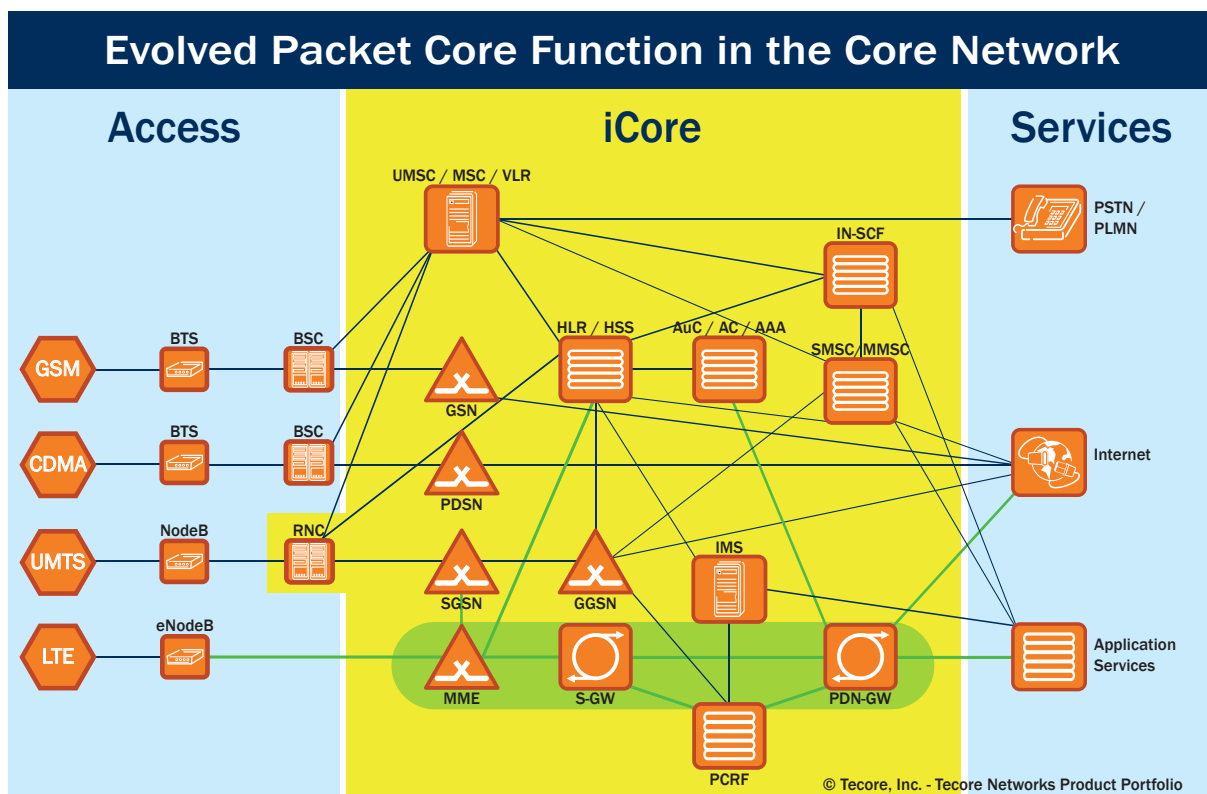 Evolved Packet Core Function in the Core Network
Access
iCore
Services
UMSC / MSC / VLR
PSTN /
PLMN
IN-SCF
HLR / HSS
AuC / AC / AAA
SMSC/MMSC
GSM
BTS
BSC
GSN
CDMA
BTS
BSC
PDSN
Internet
UMTS
NodeB
RNC
SGSN
GGSN
IMS
LTE
eNodeB
MME
S-GW
PDN-GW
Application
Services
PCRF
© Tecore, Inc. - Tecore Networks Product Portfolio